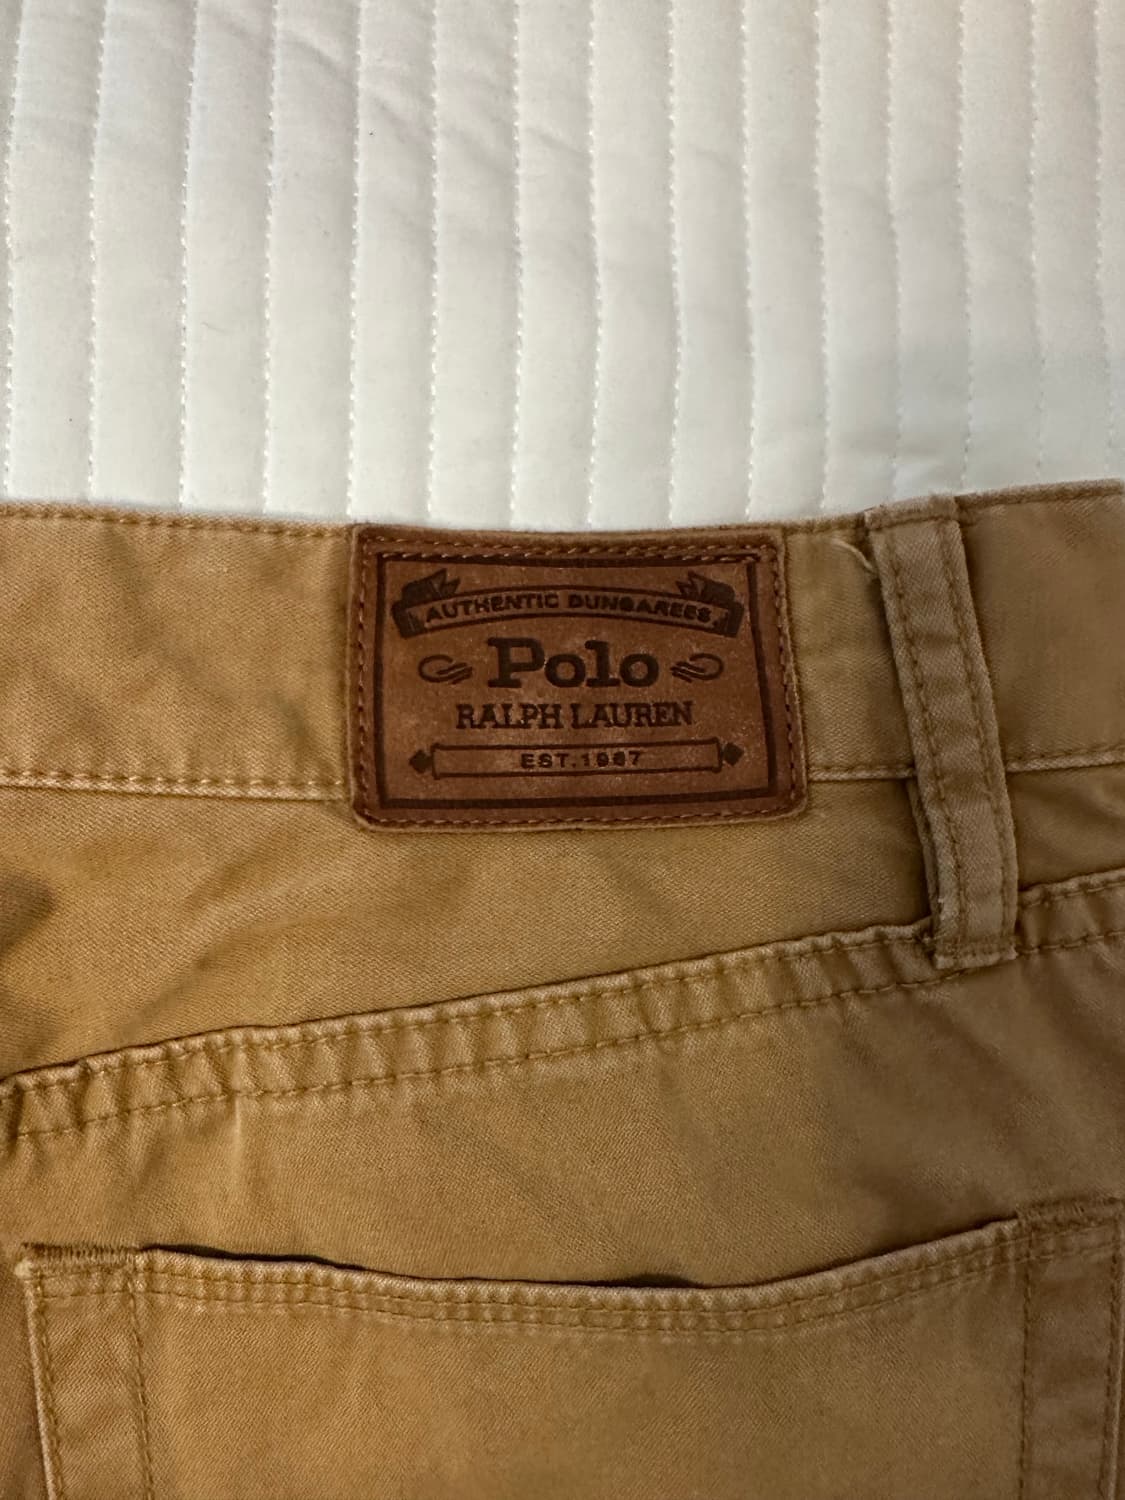 AUTHENTIC DUNGAREES
Polo
RALPH LAUREN
EST.1967